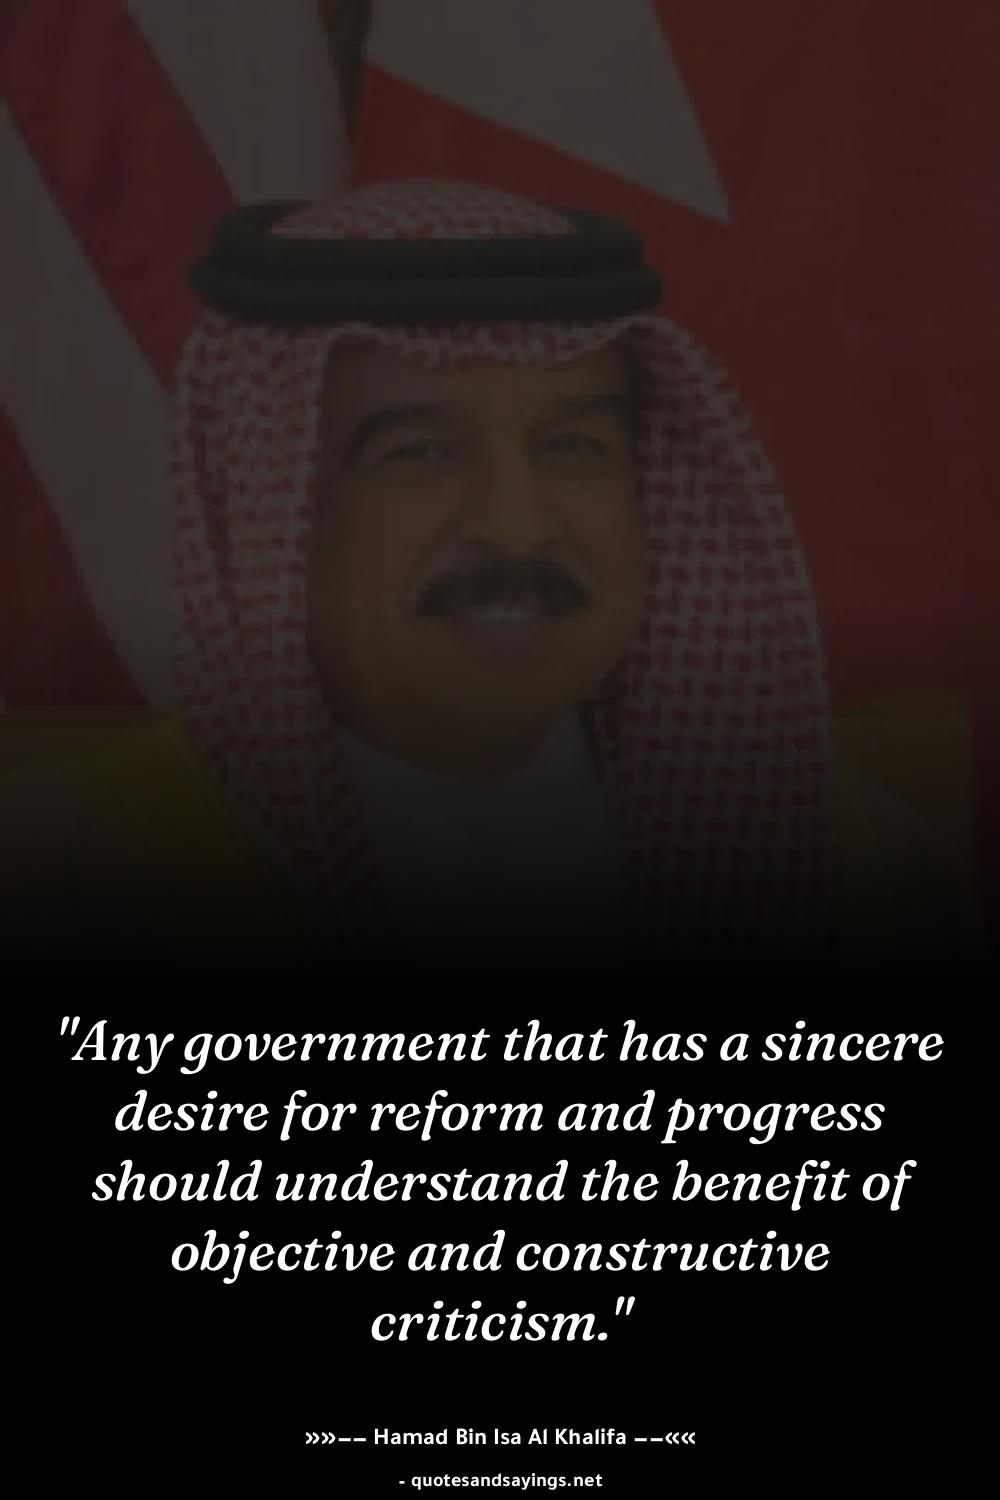 "Any government that has a sincere
desire for reform and progress
should understand the benefit of
objective and constructive
criticism."
»»−− Hamad Bin Isa Al Khalifa −−««
- quotesandsayings.net